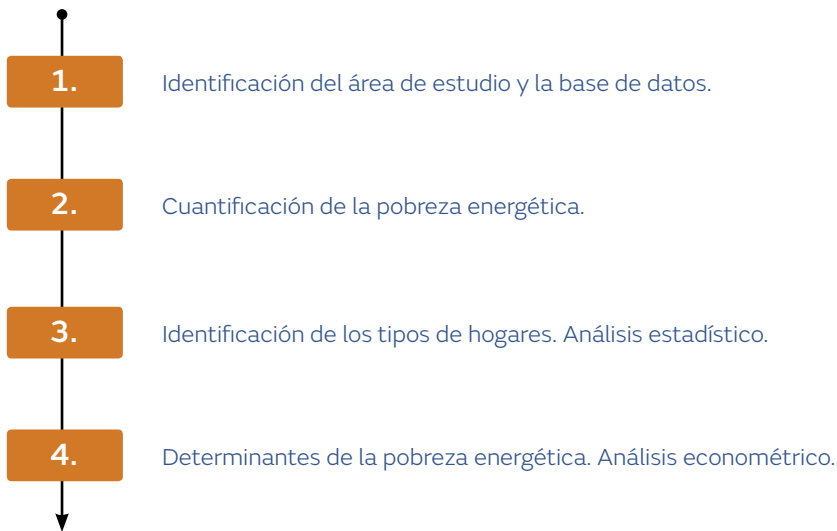 1. Identificación del área de estudio y la base de datos.
2. Cuantificación de la pobreza energética.
3. Identificación de los tipos de hogares. Análisis estadístico.
4. Determinantes de la pobreza energética. Análisis econométrico.